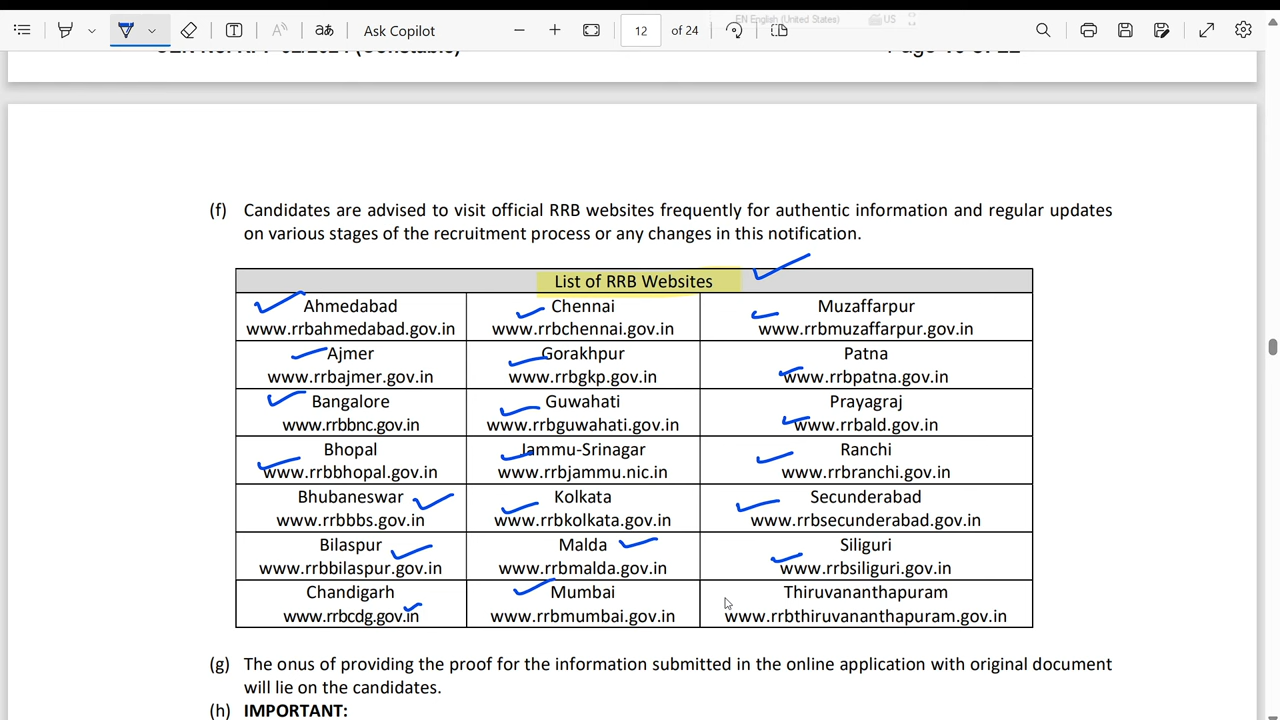 EN English (United States) US
Ask Copilot 12 of 24
(f) Candidates are advised to visit official RRB websites frequently for authentic information and regular updates
on various stages of the recruitment process or any changes in this notification.
List of RRB Websites
Ahmedabad Chennai Muzaffarpur
www.rrbahmedabad.gov.in www.rrbchennai.gov.in www.rrbmuzaffarpur.gov.in
Ajmer Gorakhpur Patna
www.rrbajmer.gov.in www.rrbgkp.gov.in www.rrbpatna.gov.in
Bangalore Guwahati Prayagraj
www.rrbbnc.gov.in www.rrbguwahati.gov.in www.rrbald.gov.in
Bhopal Jammu-Srinagar Ranchi
www.rrbbhopal.gov.in www.rrbjammu.nic.in www.rrbranchi.gov.in
Bhubaneswar Kolkata Secunderabad
www.rrbbbs.gov.in www.rrbkolkata.gov.in www.rrbsecunderabad.gov.in
Bilaspur Malda Siliguri
www.rrbbilaspur.gov.in www.rrbmalda.gov.in www.rrbsiliguri.gov.in
Chandigarh Mumbai Thiruvananthapuram
www.rrbcdg.gov.in www.rrbmumbai.gov.in www.rrbthiruvananthapuram.gov.in
(g) The onus of providing the proof for the information submitted in the online application with original document
will lie on the candidates.
(h) IMPORTANT: